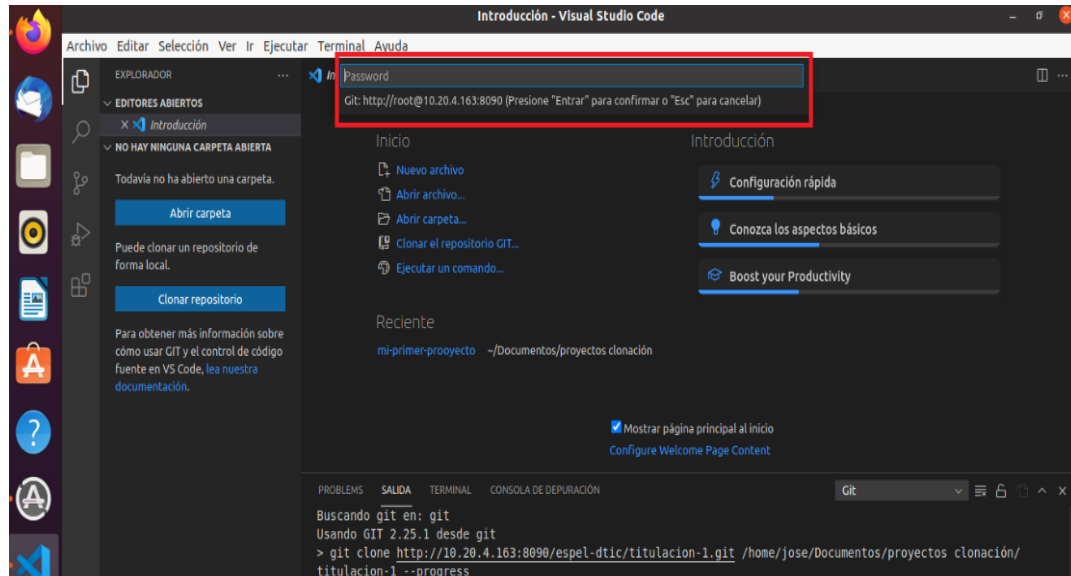 Introducción - Visual Studio Code
Archivo Editar Selección Ver Ir Ejecutar Terminal Ayuda
EXPLORADOR
EDITORES ABIERTOS
Introducción
NO HAY NINGUNA CARPETA ABIERTA
Todavía no ha abierto una carpeta.
Abrir carpeta
Puede clonar un repositorio de
forma local.
Clonar repositorio
Para obtener más información sobre
cómo usar GIT y el control de código
fuente en VS Code, lea nuestra
documentación.
In
Password
Git: http://root@10.20.4.163:8090 (Presione "Entrar" para confirmar o "Esc" para cancelar)
Inicio
Nuevo archivo
Abrir archivo...
Abrir carpeta...
Clonar el repositorio GIT...
Ejecutar un comando...
Reciente
mi-primer-prooyecto ~/Documentos/proyectos clonación
Introducción
Configuración rápida
Conozca los aspectos básicos
Boost your Productivity
Mostrar página principal al inicio
Configure Welcome Page Content
PROBLEMS SALIDA TERMINAL CONSOLA DE DEPURACIÓN Git
Buscando git en: git
Usando GIT 2.25.1 desde git
> git clone http://10.20.4.163:8090/espel-dtic/titulacion-1.git /home/jose/Documentos/proyectos clonación/
titulacion-1 --progress